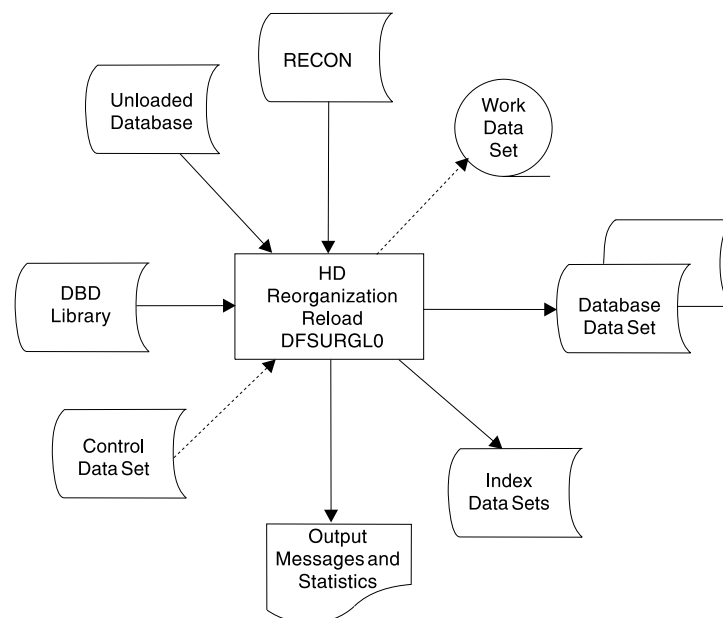 RECON
Unloaded
Database
Work
Data
Set
HD
Reorganization
Reload
DFSURGL0
DBD
Library
Database
Data Set
Control
Data Set
Index
Data Sets
Output
Messages and
Statistics